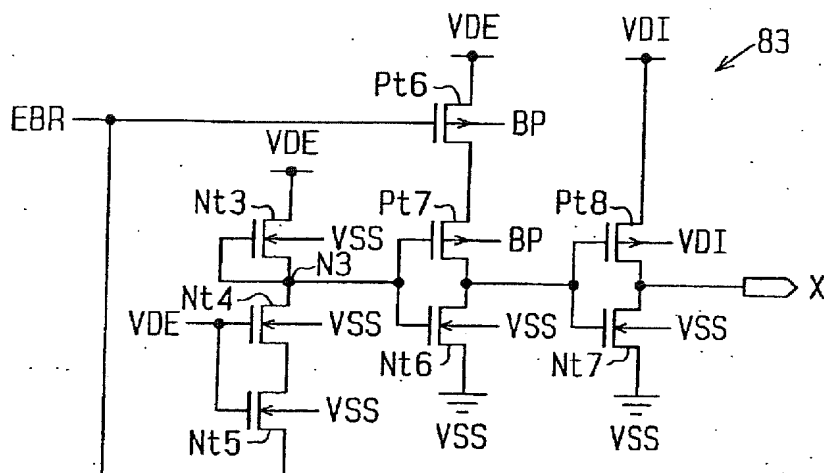 VDE
VDI
83
Pt6
EBR
BP
VDE
Nt3
Pt7
Pt8
VSS
BP
VDI
N3
X
Nt4
VDE
VSS
VSS
VSS
Nt6
Nt7
VSS
Nt5
VSS
VSS